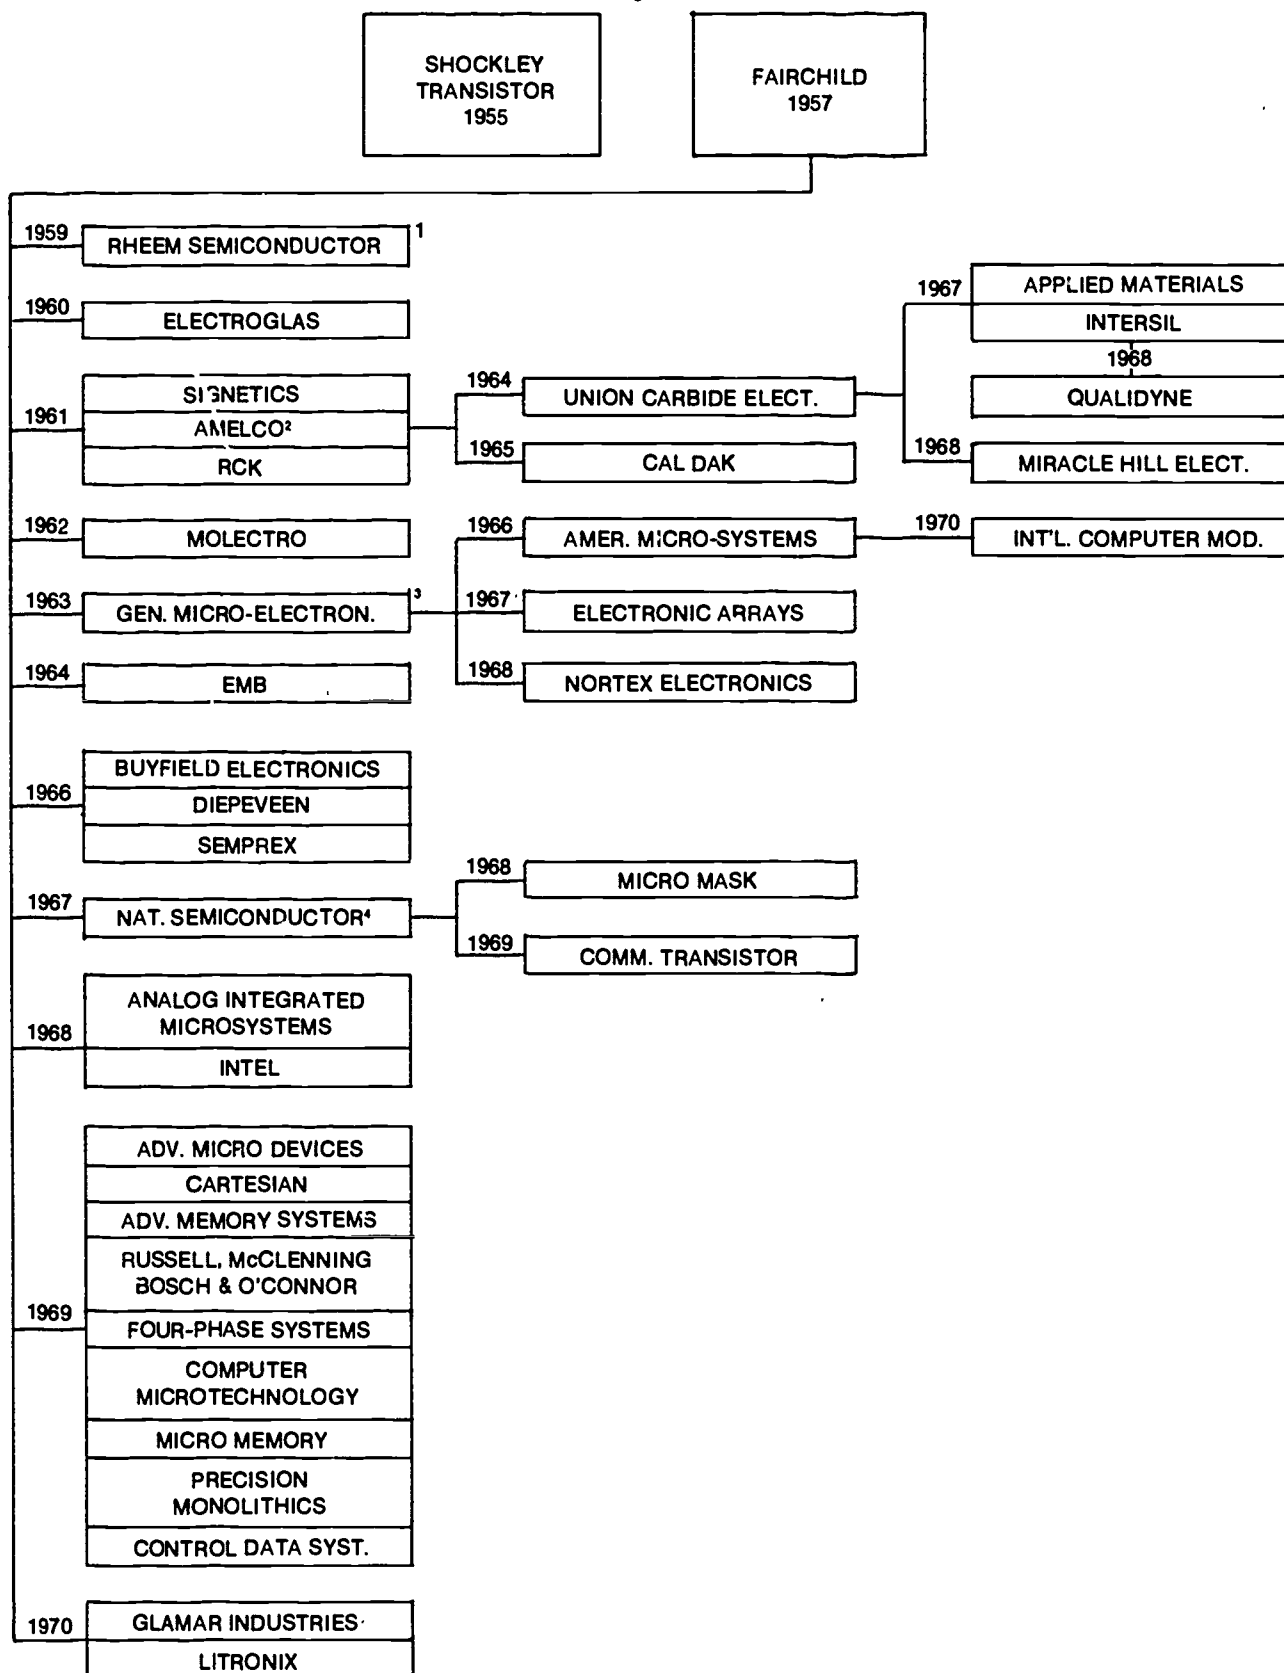 SHOCKLEY
TRANSISTOR
1955
FAIRCHILD
1957
1959
RHEEM SEMICONDUCTOR 1
1960
ELECTROGLAS
1961
SIGNETICS
AMELCO²
RCK
1964
UNION CARBIDE ELECT.
1965
CAL DAK
1967
APPLIED MATERIALS
INTERSIL
1968
QUALIDYNE
1968
MIRACLE HILL ELECT.
1962
MOLECTRO
1963
GEN. MICRO-ELECTRON. 3
1966
AMER. MICRO-SYSTEMS
1970
INT'L. COMPUTER MOD.
1967
ELECTRONIC ARRAYS
1968
NORTEX ELECTRONICS
1964
EMB
1966
BUYFIELD ELECTRONICS
DIEPEVEEN
SEMPREX
1967
NAT. SEMICONDUCTOR⁴
1968
MICRO MASK
1969
COMM. TRANSISTOR
1968
ANALOG INTEGRATED
MICROSYSTEMS
INTEL
1969
ADV. MICRO DEVICES
CARTESIAN
ADV. MEMORY SYSTEMS
RUSSELL, McCLENNING
BOSCH & O'CONNOR
FOUR-PHASE SYSTEMS
COMPUTER
MICROTECHNOLOGY
MICRO MEMORY
PRECISION
MONOLITHICS
CONTROL DATA SYST.
1970
GLAMAR INDUSTRIES
LITRONIX